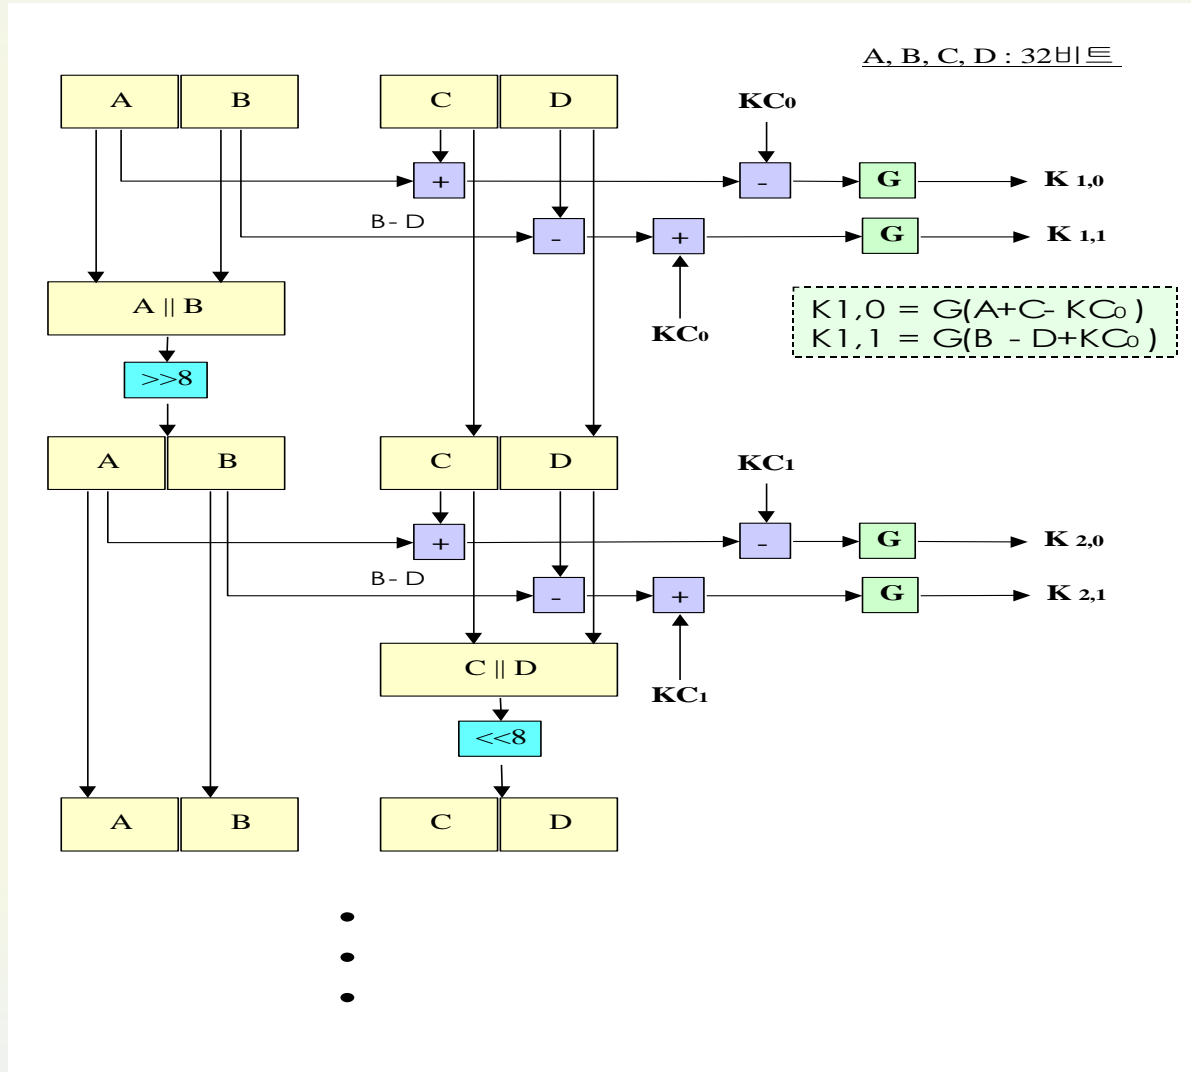 A, B, C, D : 32비트
A B C D
KC₀
+ - G K 1,0
B - D - + G K 1,1
KC₀
K1,0 = G(A+C- KC₀ )
K1,1 = G(B - D+KC₀ )
A || B
>>8
A B C D
KC₁
+ - G K 2,0
B - D - + G K 2,1
KC₁
C || D
<<8
A B C D
•
•
•